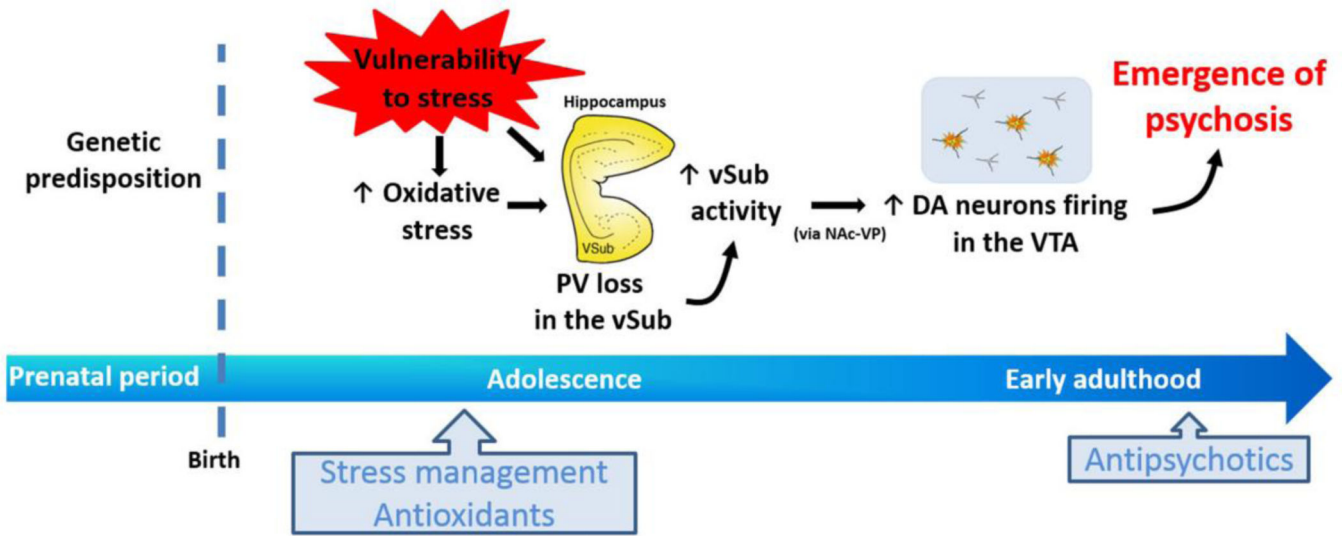 Vulnerability
to stress
Genetic
predisposition
↑ Oxidative
stress
Hippocampus
VSub
PV loss
in the vSub
↑ vSub
activity
(via NAc-VP)
↑ DA neurons firing
in the VTA
Emergence of
psychosis
Prenatal period
Adolescence
Early adulthood
Birth
Stress management
Antioxidants
Antipsychotics